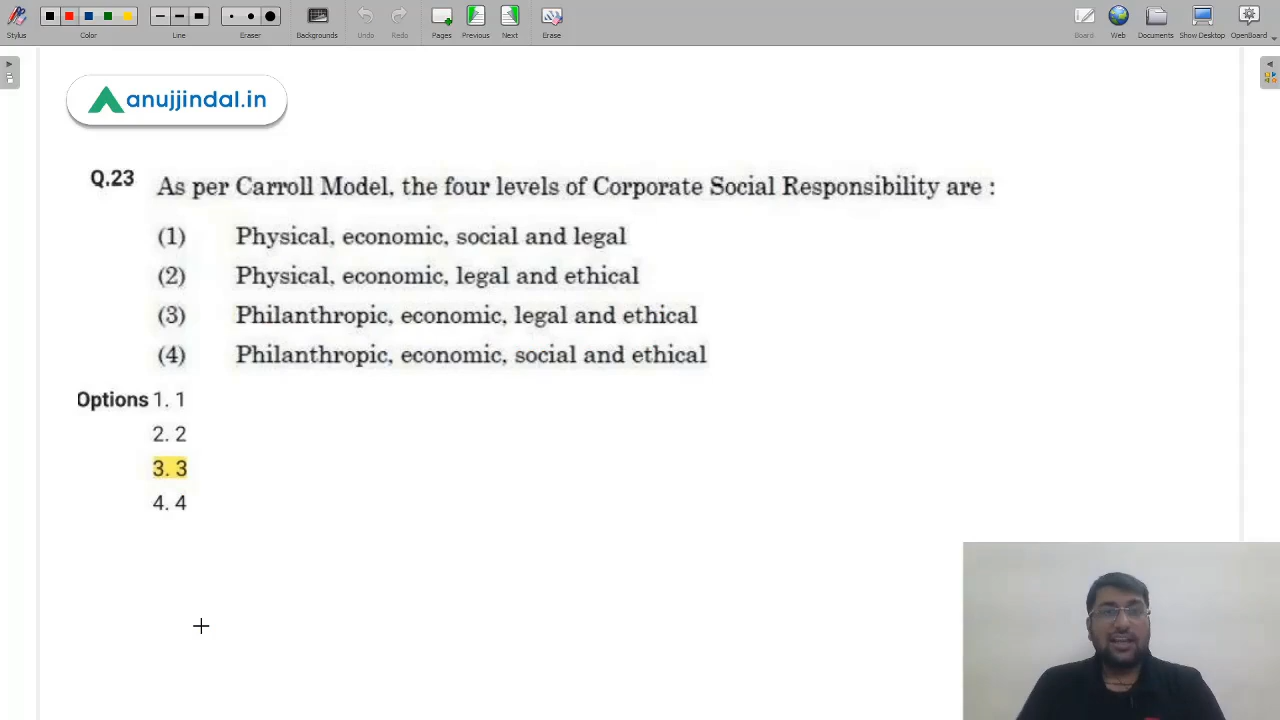 Stylus
Color
Line
Eraser
Backgrounds
Undo
Redo
Pages
Previous
Next
Erase
Board
Web
Documents
Show Desktop
OpenBoard
anujjindal.in
Q.23 As per Carroll Model, the four levels of Corporate Social Responsibility are :
(1) Physical, economic, social and legal
(2) Physical, economic, legal and ethical
(3) Philanthropic, economic, legal and ethical
(4) Philanthropic, economic, social and ethical
Options 1. 1
2. 2
3. 3
4. 4